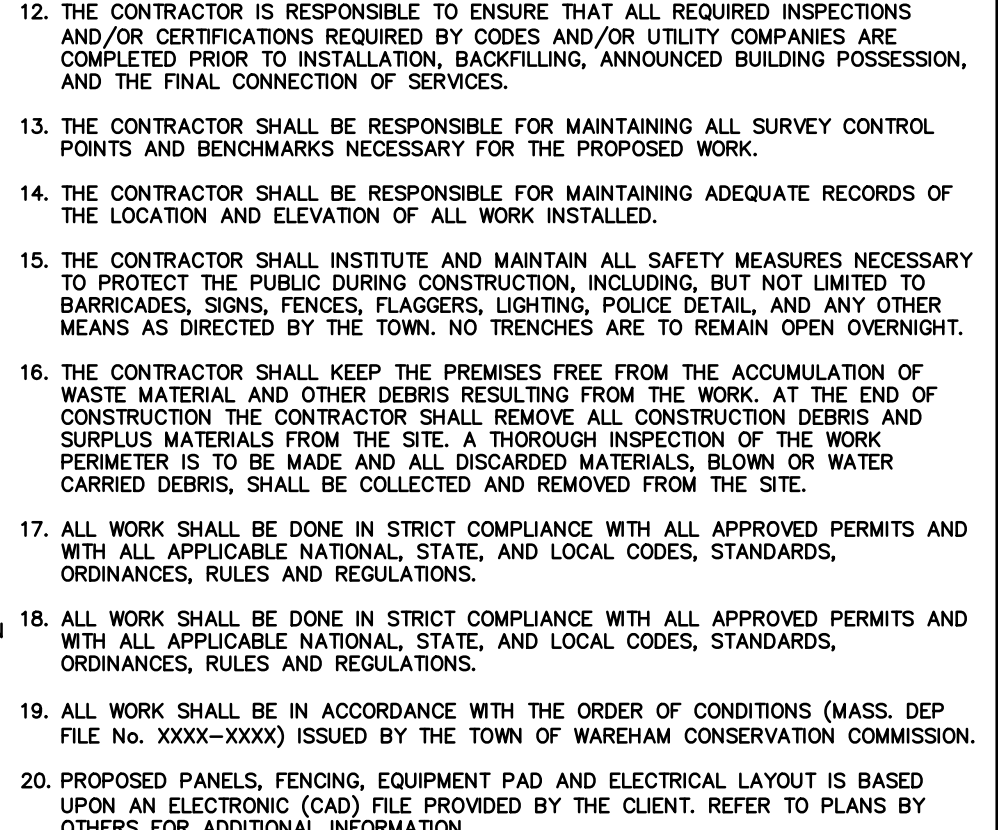 12. THE CONTRACTOR IS RESPONSIBLE TO ENSURE THAT ALL REQUIRED INSPECTIONS
AND/OR CERTIFICATIONS REQUIRED BY CODES AND/OR UTILITY COMPANIES ARE
COMPLETED PRIOR TO INSTALLATION, BACKFILLING, ANNOUNCED BUILDING POSSESSION,
AND THE FINAL CONNECTION OF SERVICES.
13. THE CONTRACTOR SHALL BE RESPONSIBLE FOR MAINTAINING ALL SURVEY CONTROL
POINTS AND BENCHMARKS NECESSARY FOR THE PROPOSED WORK.
14. THE CONTRACTOR SHALL BE RESPONSIBLE FOR MAINTAINING ADEQUATE RECORDS OF
THE LOCATION AND ELEVATION OF ALL WORK INSTALLED.
15. THE CONTRACTOR SHALL INSTITUTE AND MAINTAIN ALL SAFETY MEASURES NECESSARY
TO PROTECT THE PUBLIC DURING CONSTRUCTION, INCLUDING, BUT NOT LIMITED TO
BARRICADES, SIGNS, FENCES, FLAGGERS, LIGHTING, POLICE DETAIL, AND ANY OTHER
MEANS AS DIRECTED BY THE TOWN. NO TRENCHES ARE TO REMAIN OPEN OVERNIGHT.
16. THE CONTRACTOR SHALL KEEP THE PREMISES FREE FROM THE ACCUMULATION OF
WASTE MATERIAL AND OTHER DEBRIS RESULTING FROM THE WORK. AT THE END OF
CONSTRUCTION THE CONTRACTOR SHALL REMOVE ALL CONSTRUCTION DEBRIS AND
SURPLUS MATERIALS FROM THE SITE. A THOROUGH INSPECTION OF THE WORK
PERIMETER IS TO BE MADE AND ALL DISCARDED MATERIALS, BLOWN OR WATER
CARRIED DEBRIS, SHALL BE COLLECTED AND REMOVED FROM THE SITE.
17. ALL WORK SHALL BE DONE IN STRICT COMPLIANCE WITH ALL APPROVED PERMITS AND
WITH ALL APPLICABLE NATIONAL, STATE, AND LOCAL CODES, STANDARDS,
ORDINANCES, RULES AND REGULATIONS.
18. ALL WORK SHALL BE DONE IN STRICT COMPLIANCE WITH ALL APPROVED PERMITS AND
WITH ALL APPLICABLE NATIONAL, STATE, AND LOCAL CODES, STANDARDS,
ORDINANCES, RULES AND REGULATIONS.
19. ALL WORK SHALL BE IN ACCORDANCE WITH THE ORDER OF CONDITIONS (MASS. DEP
FILE No. XXXX-XXXX) ISSUED BY THE TOWN OF WAREHAM CONSERVATION COMMISSION.
20. PROPOSED PANELS, FENCING, EQUIPMENT PAD AND ELECTRICAL LAYOUT IS BASED
UPON AN ELECTRONIC (CAD) FILE PROVIDED BY THE CLIENT. REFER TO PLANS BY
OTHERS FOR ADDITIONAL INFORMATION.